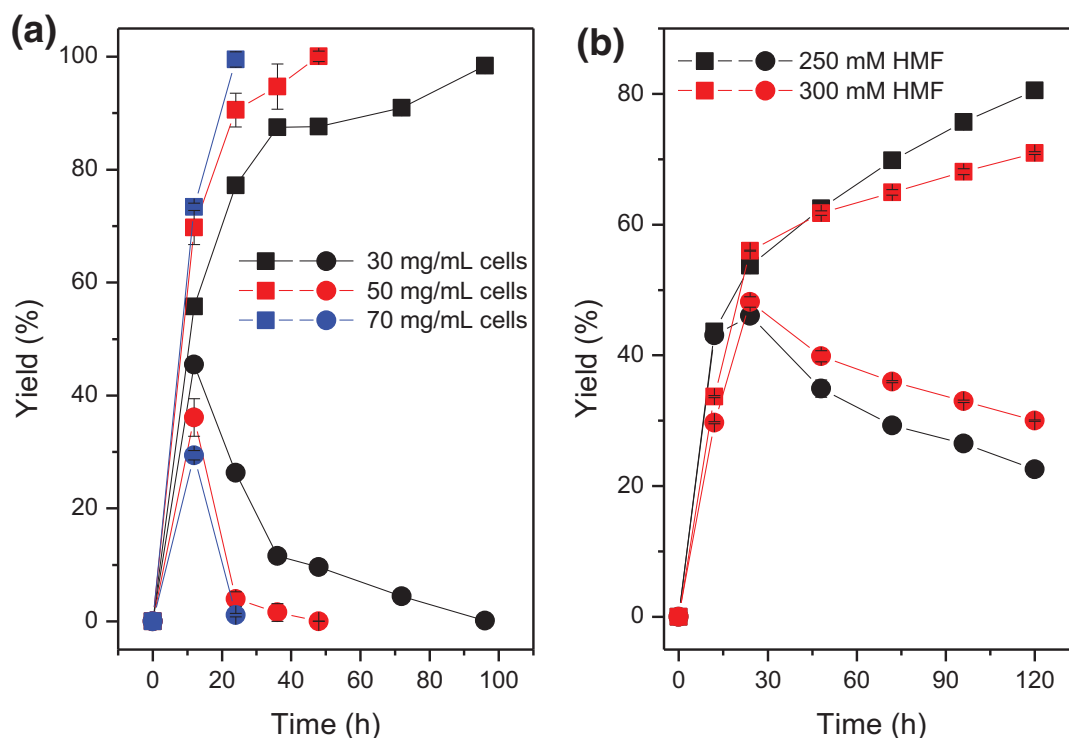 (a)
100
80
60
40
20
0
Yield (%)
30 mg/mL cells
50 mg/mL cells
70 mg/mL cells
0 20 40 60 80 100
Time (h)
(b)
80
60
40
20
0
Yield (%)
250 mM HMF
300 mM HMF
0 30 60 90 120
Time (h)